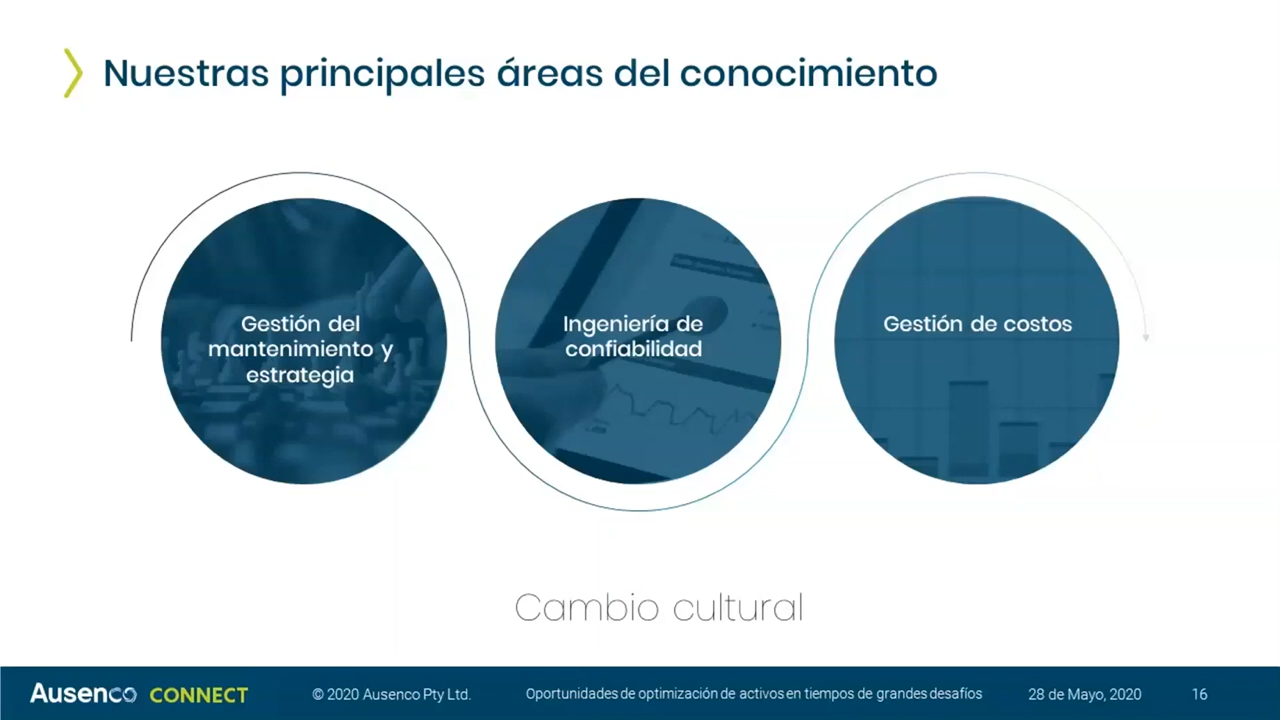 Nuestras principales áreas del conocimiento
Gestión del
mantenimiento y
estrategia
Ingeniería de
confiabilidad
Gestión de costos
Cambio cultural
Ausenco CONNECT
© 2020 Ausenco Pty Ltd.
Oportunidades de optimización de activos en tiempos de grandes desafíos
28 de Mayo, 2020
16